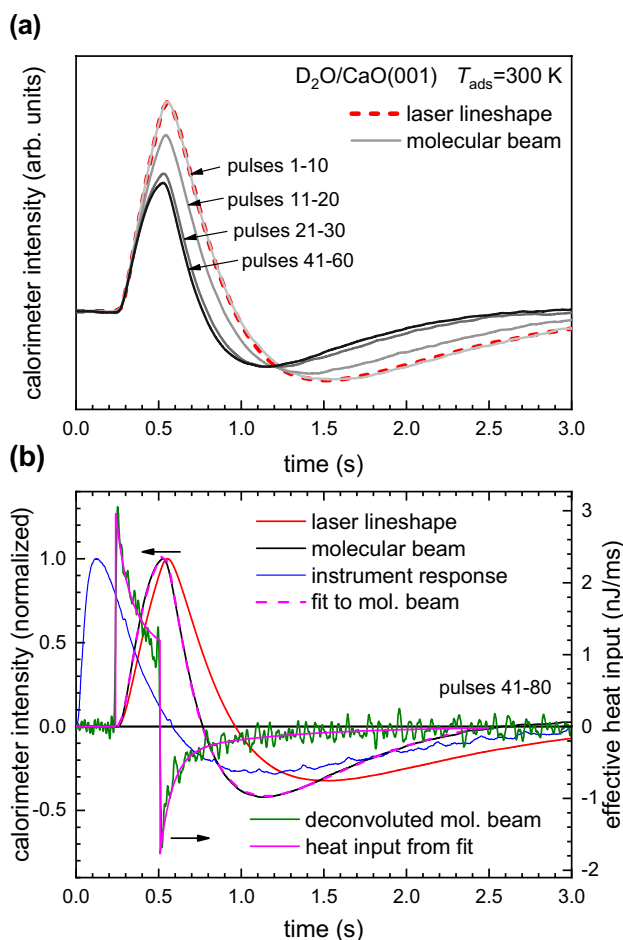 (a)
D₂O/CaO(001) T_ads=300 K
laser lineshape
molecular beam
pulses 1-10
pulses 11-20
pulses 21-30
pulses 41-60
calorimeter intensity (arb. units)
0.0 0.5 1.0 1.5 2.0 2.5 3.0
time (s)
(b)
laser lineshape
molecular beam
instrument response
fit to mol. beam
pulses 41-80
deconvoluted mol. beam
heat input from fit
calorimeter intensity (normalized)
1.0
0.5
0.0
-0.5
effective heat input (nJ/ms)
3
2
1
0
-1
-2
0.0 0.5 1.0 1.5 2.0 2.5 3.0
time (s)